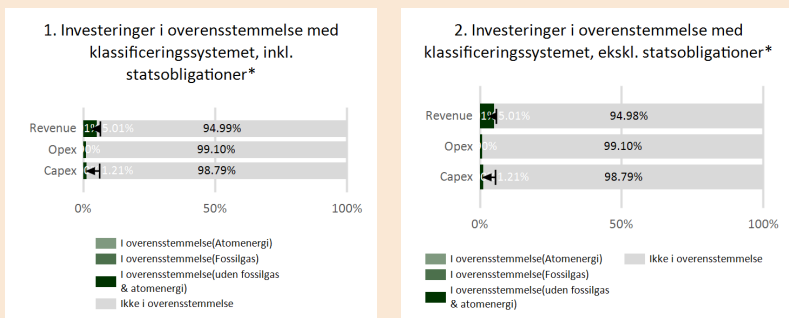 1. Investeringer i overensstemmelse med
klassificeringssystemet, inkl.
statsobligationer*
Revenue
5.01%
94.99%
Opex
0%
99.10%
Capex
1.21%
98.79%
0%
50%
100%
I overensstemmelse(Atomenergi)
I overensstemmelse(Fossilgas)
I overensstemmelse(uden fossilgas
& atomenergi)
Ikke i overensstemmelse
2. Investeringer i overenstemmelse med
klassificeringssystemet, ekskl. statsobligationer*
Revenue
5.01%
94.98%
Opex
0%
99.10%
Capex
1.21%
98.79%
0%
50%
100%
I overensstemmelse(Atomenergi)
Ikke i overensstemmelse
I overensstemmelse(Fossilgas)
I overensstemmelse(uden fossilgas
& atomenergi)